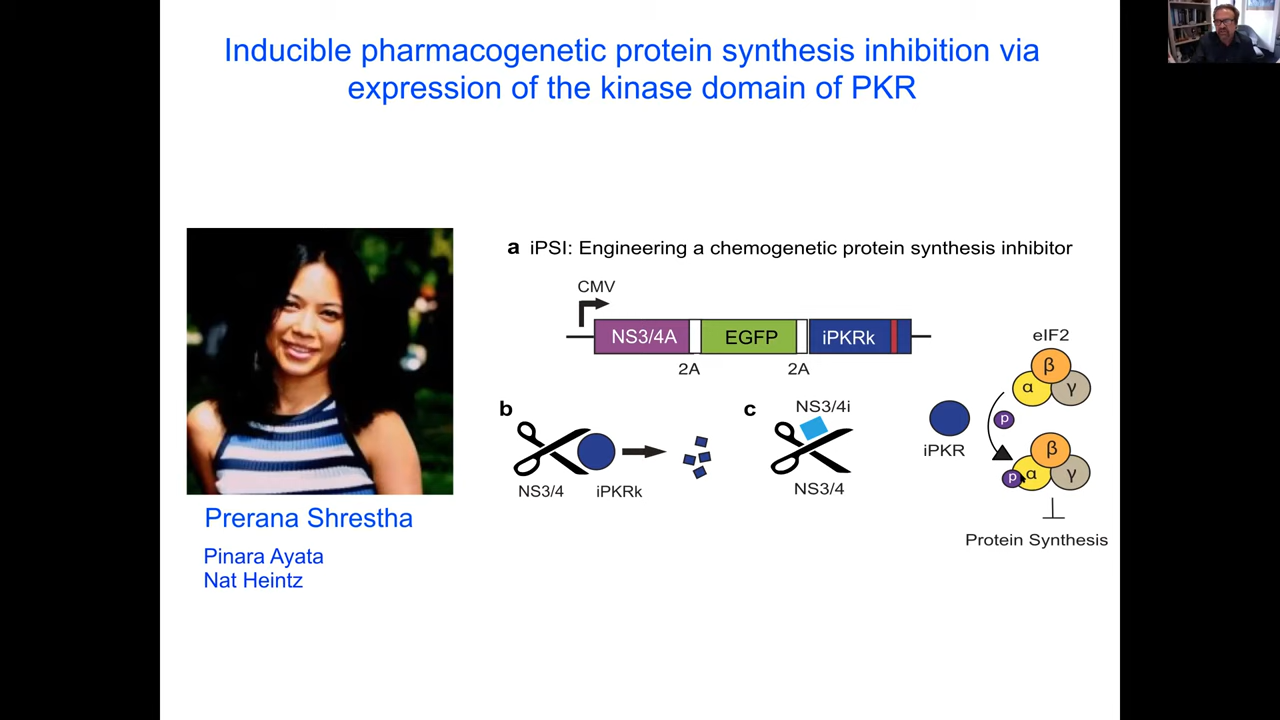 Inducible pharmacogenetic protein synthesis inhibition via
expression of the kinase domain of PKR
a iPSI: Engineering a chemogenetic protein synthesis inhibitor
CMV
NS3/4A EGFP iPKRk
2A 2A
eIF2
β
α γ
b
NS3/4 iPKRk
c
NS3/4i
NS3/4
p
iPKR
β
p α γ
Protein Synthesis
Prerana Shrestha
Pinara Ayata
Nat Heintz